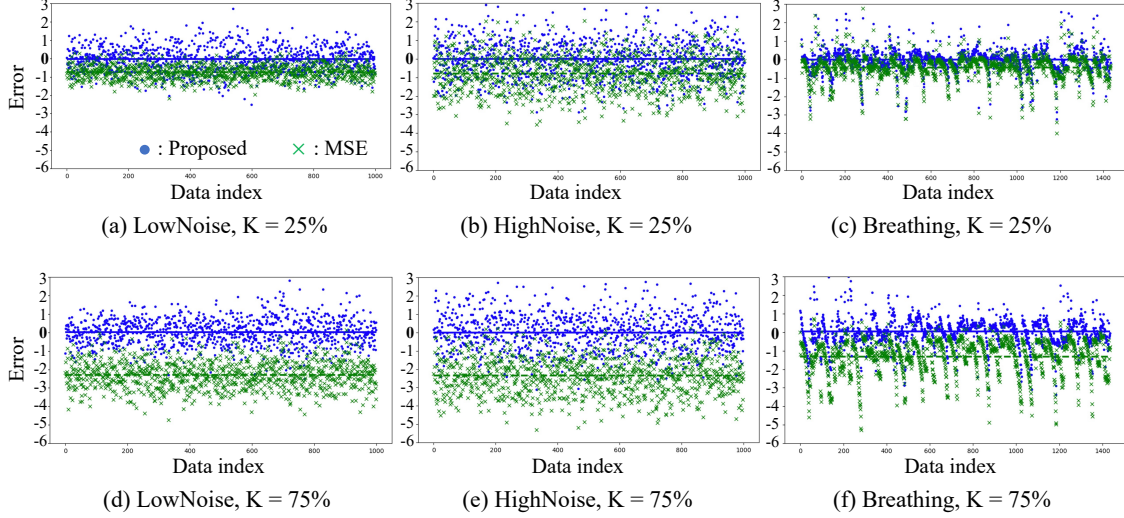 3
2
1
0
-1
-2
-3
-4
-5
-6
Error
0 200 400 600 800 1000
● : Proposed × : MSE
Data index
(a) LowNoise, K = 25%
3
2
1
0
-1
-2
-3
-4
-5
-6
0 200 400 600 800 1000
Data index
(b) HighNoise, K = 25%
3
2
1
0
-1
-2
-3
-4
-5
-6
0 200 400 600 800 1000 1200 1400
Data index
(c) Breathing, K = 25%
3
2
1
0
-1
-2
-3
-4
-5
-6
Error
0 200 400 600 800 1000
Data index
(d) LowNoise, K = 75%
3
2
1
0
-1
-2
-3
-4
-5
-6
0 200 400 600 800 1000
Data index
(e) HighNoise, K = 75%
3
2
1
0
-1
-2
-3
-4
-5
-6
0 200 400 600 800 1000 1200 1400
Data index
(f) Breathing, K = 75%